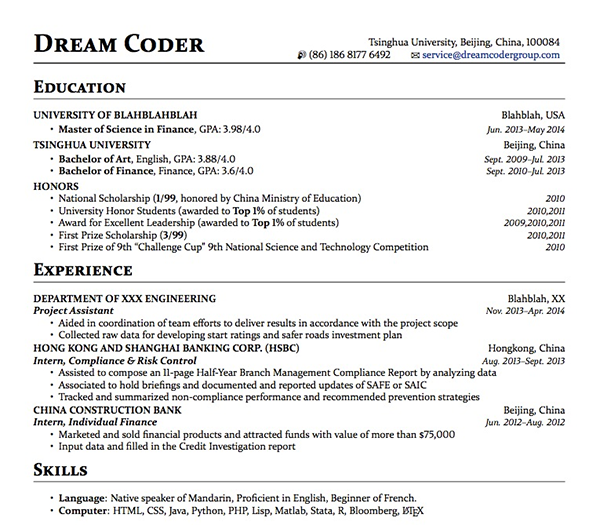 DREAM CODER
Tsinghua University, Beijing, China, 100084
(86) 186 8177 6492 service@dreamcodergroup.com
EDUCATION
UNIVERSITY OF BLAHBLAHBLAH Blahblah, USA
• Master of Science in Finance, GPA: 3.98/4.0 Jun. 2013–May 2014
TSINGHUA UNIVERSITY Beijing, China
• Bachelor of Art, English, GPA: 3.88/4.0 Sept. 2009–Jul. 2013
• Bachelor of Finance, Finance, GPA: 3.6/4.0 Sept. 2010–Jul. 2013
HONORS
• National Scholarship (1/99, honored by China Ministry of Education) 2010
• University Honor Students (awarded to Top 1% of students) 2010,2011
• Award for Excellent Leadership (awarded to Top 1% of students) 2009,2010,2011
• First Prize Scholarship (3/99) 2010,2011
• First Prize of 9th “Challenge Cup” 9th National Science and Technology Competition 2010
EXPERIENCE
DEPARTMENT OF XXX ENGINEERING Blahblah, XX
Project Assistant Nov. 2013–Apr. 2014
• Aided in coordination of team efforts to deliver results in accordance with the project scope
• Collected raw data for developing start ratings and safer roads investment plan
HONG KONG AND SHANGHAI BANKING CORP. (HSBC) Hongkong, China
Intern, Compliance & Risk Control Aug. 2013–Sept. 2013
• Assisted to compose an 11-page Half-Year Branch Management Compliance Report by analyzing data
• Associated to hold briefings and documented and reported updates of SAFE or SAIC
• Tracked and summarized non-compliance performance and recommended prevention strategies
CHINA CONSTRUCTION BANK Beijing, China
Intern, Individual Finance Jun. 2012–Aug. 2012
• Marketed and sold financial products and attracted funds with value of more than $75,000
• Input data and filled in the Credit Investigation report
SKILLS
• Language: Native speaker of Mandarin, Proficient in English, Beginner of French.
• Computer: HTML, CSS, Java, Python, PHP, Lisp, Matlab, Stata, R, Bloomberg, LATEX